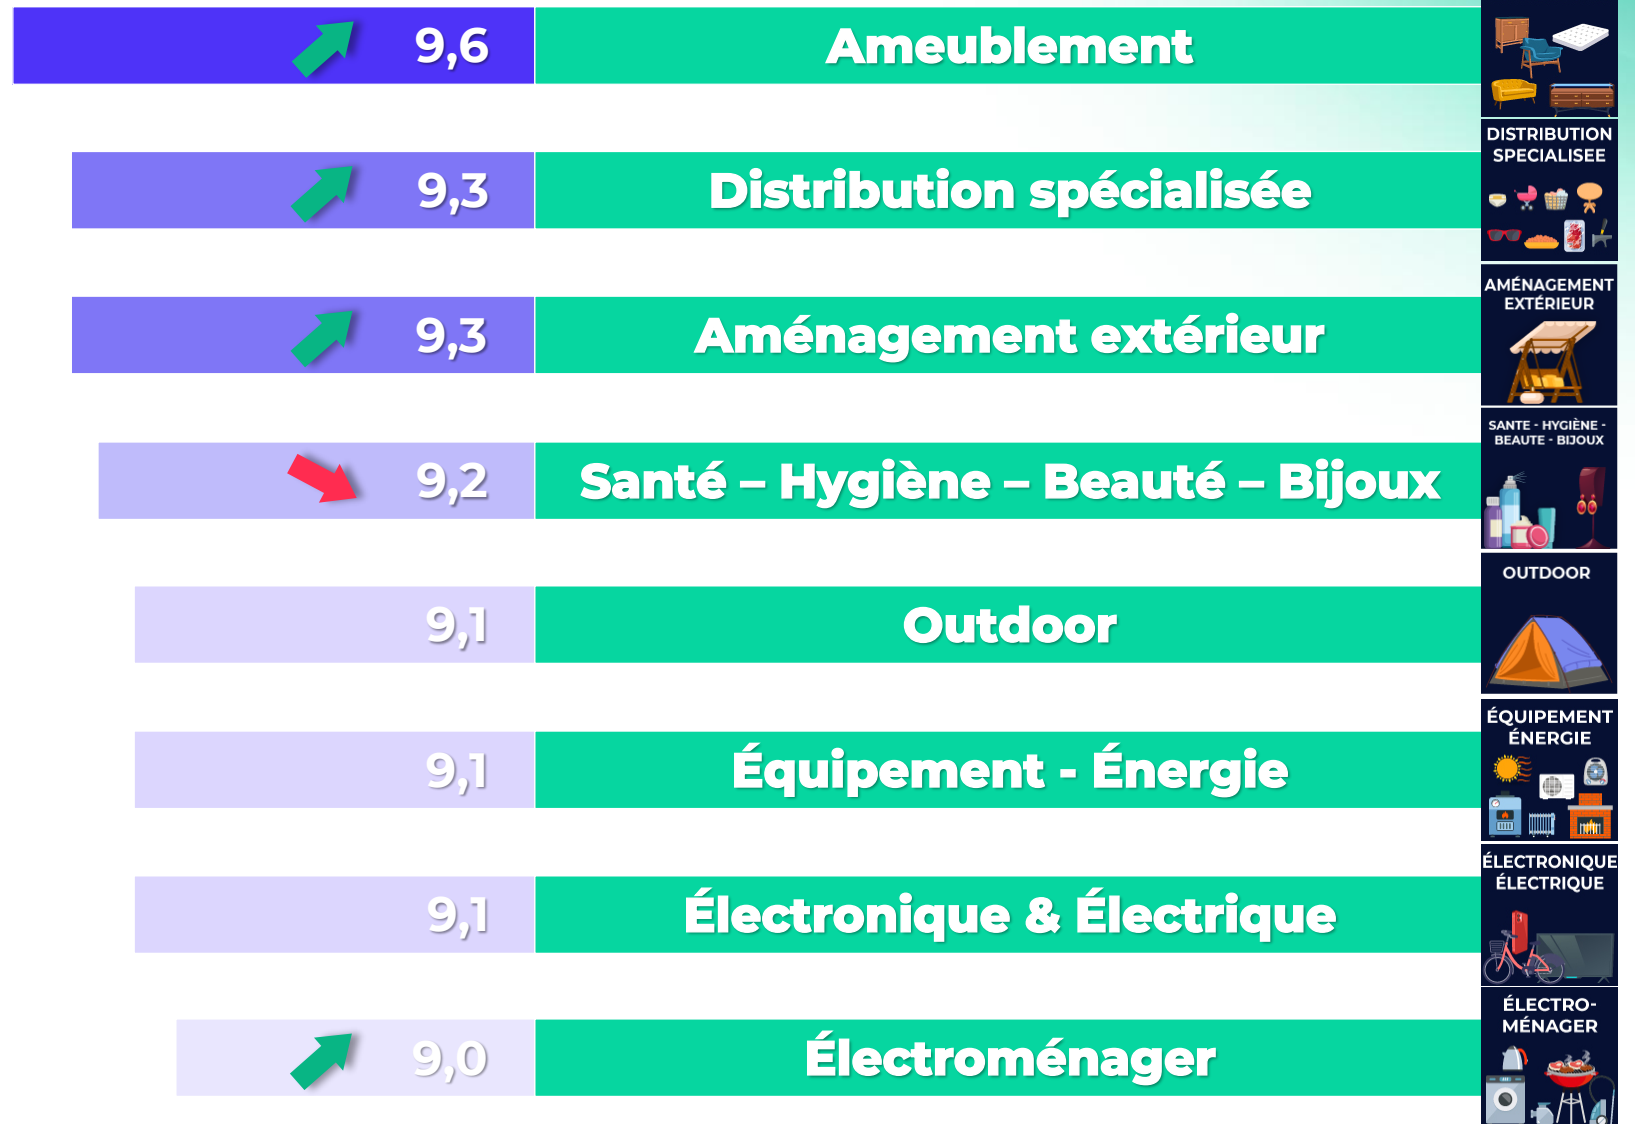 9,6
Ameublement
9,3
Distribution spécialisée
DISTRIBUTION
SPECIALISEE
9,3
Aménagement extérieur
AMÉNAGEMENT
EXTÉRIEUR
9,2
Santé – Hygiène – Beauté – Bijoux
SANTE - HYGIÈNE -
BEAUTE - BIJOUX
9,1
Outdoor
OUTDOOR
9,1
Équipement - Énergie
ÉQUIPEMENT
ÉNERGIE
9,1
Électronique & Électrique
ÉLECTRONIQUE
ÉLECTRIQUE
9,0
Électroménager
ÉLECTRO-
MÉNAGER